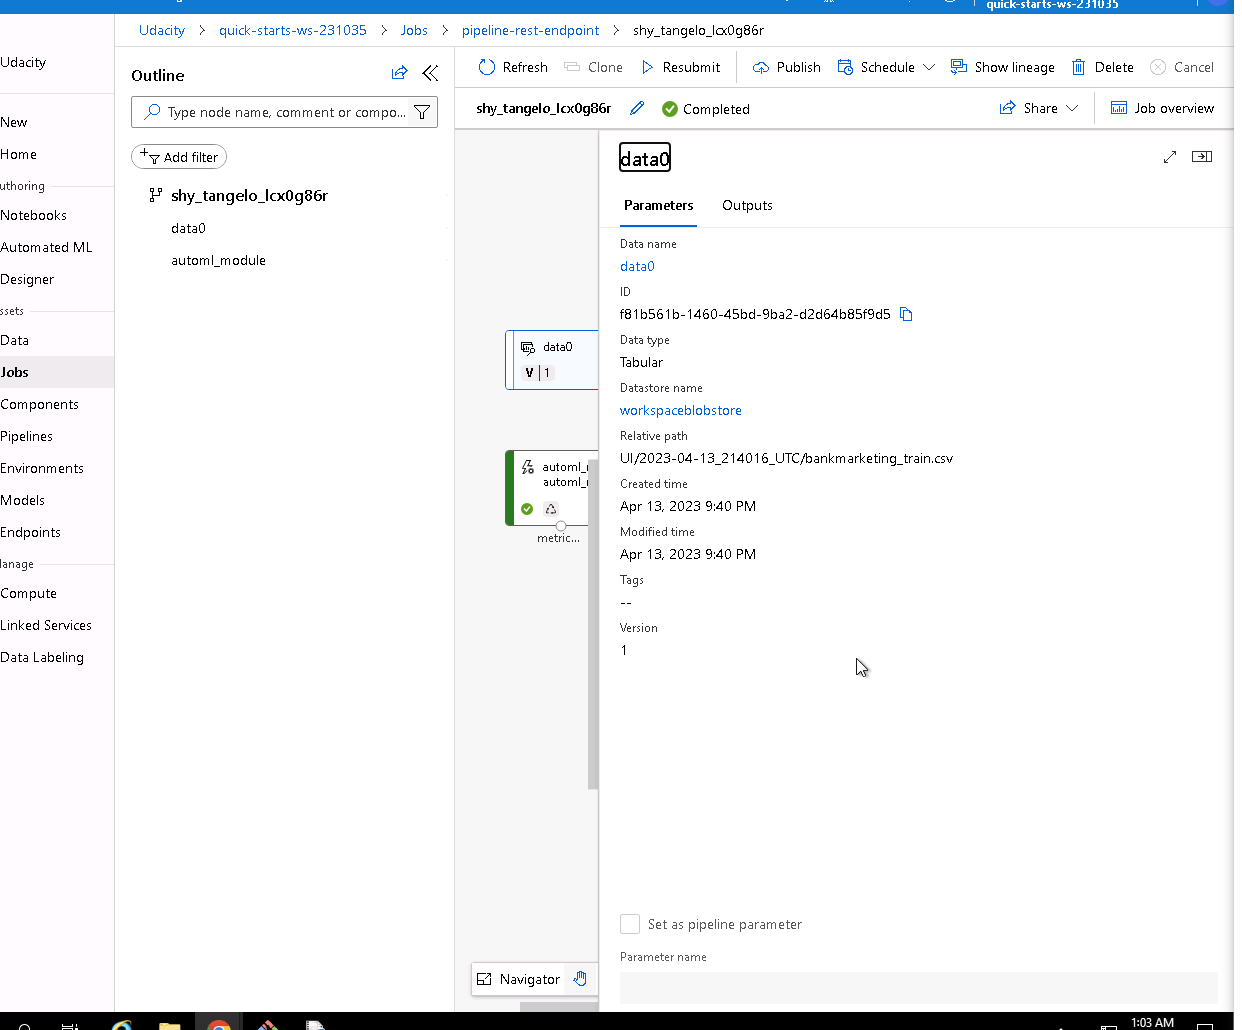 quick-starts-ws-231035
Udacity > quick-starts-ws-231035 > Jobs > pipeline-rest-endpoint > shy_tangelo_lcx0g86r
Udacity
New
Home
uthoring
Notebooks
Automated ML
Designer
ssets
Data
Jobs
Components
Pipelines
Environments
Models
Endpoints
lanage
Compute
Linked Services
Data Labeling
Outline
Type node name, comment or compo...
Add filter
shy_tangelo_lcx0g86r
data0
automl_module
Refresh Clone Resubmit Publish Schedule Show lineage Delete Cancel
shy_tangelo_lcx0g86r Completed Share Job overview
data0
V 1
automl_
automl_
metric...
Navigator
data0
Parameters Outputs
Data name
data0
ID
f81b561b-1460-45bd-9ba2-d2d64b85f9d5
Data type
Tabular
Datastore name
workspaceblobstore
Relative path
UI/2023-04-13_214016_UTC/bankmarketing_train.csv
Created time
Apr 13, 2023 9:40 PM
Modified time
Apr 13, 2023 9:40 PM
Tags
--
Version
1
Set as pipeline parameter
Parameter name
1:03 AM